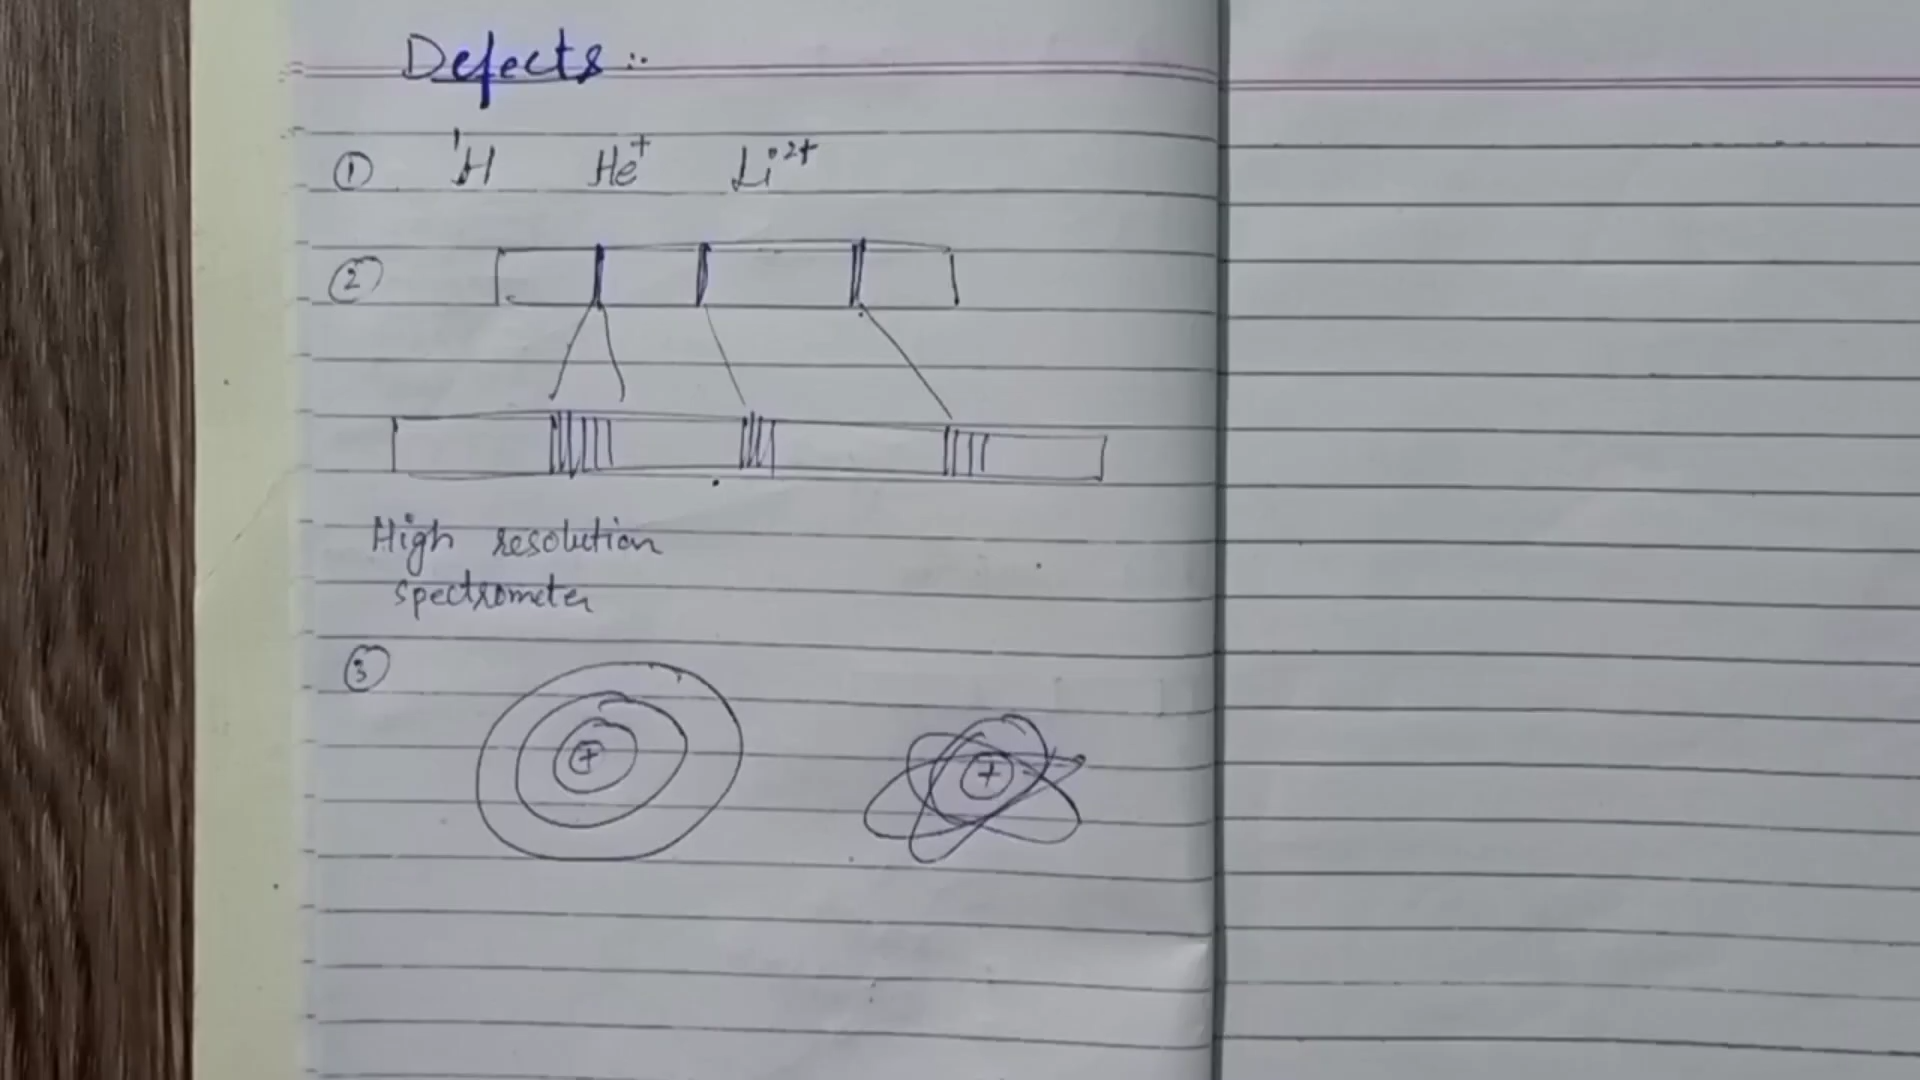 Defects :-
① ¹H He⁺ Li²⁺
②
High resolution
spectrometer
③
+ +